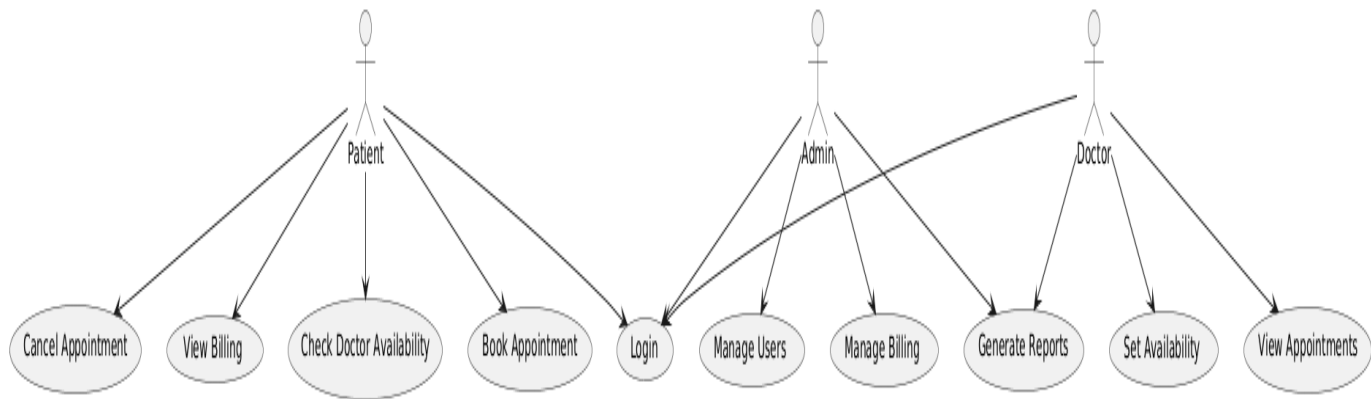 Patient
Admin
Doctor
Cancel Appointment
View Billing
Check Doctor Availability
Book Appointment
Login
Manage Users
Manage Billing
Generate Reports
Set Availability
View Appointments